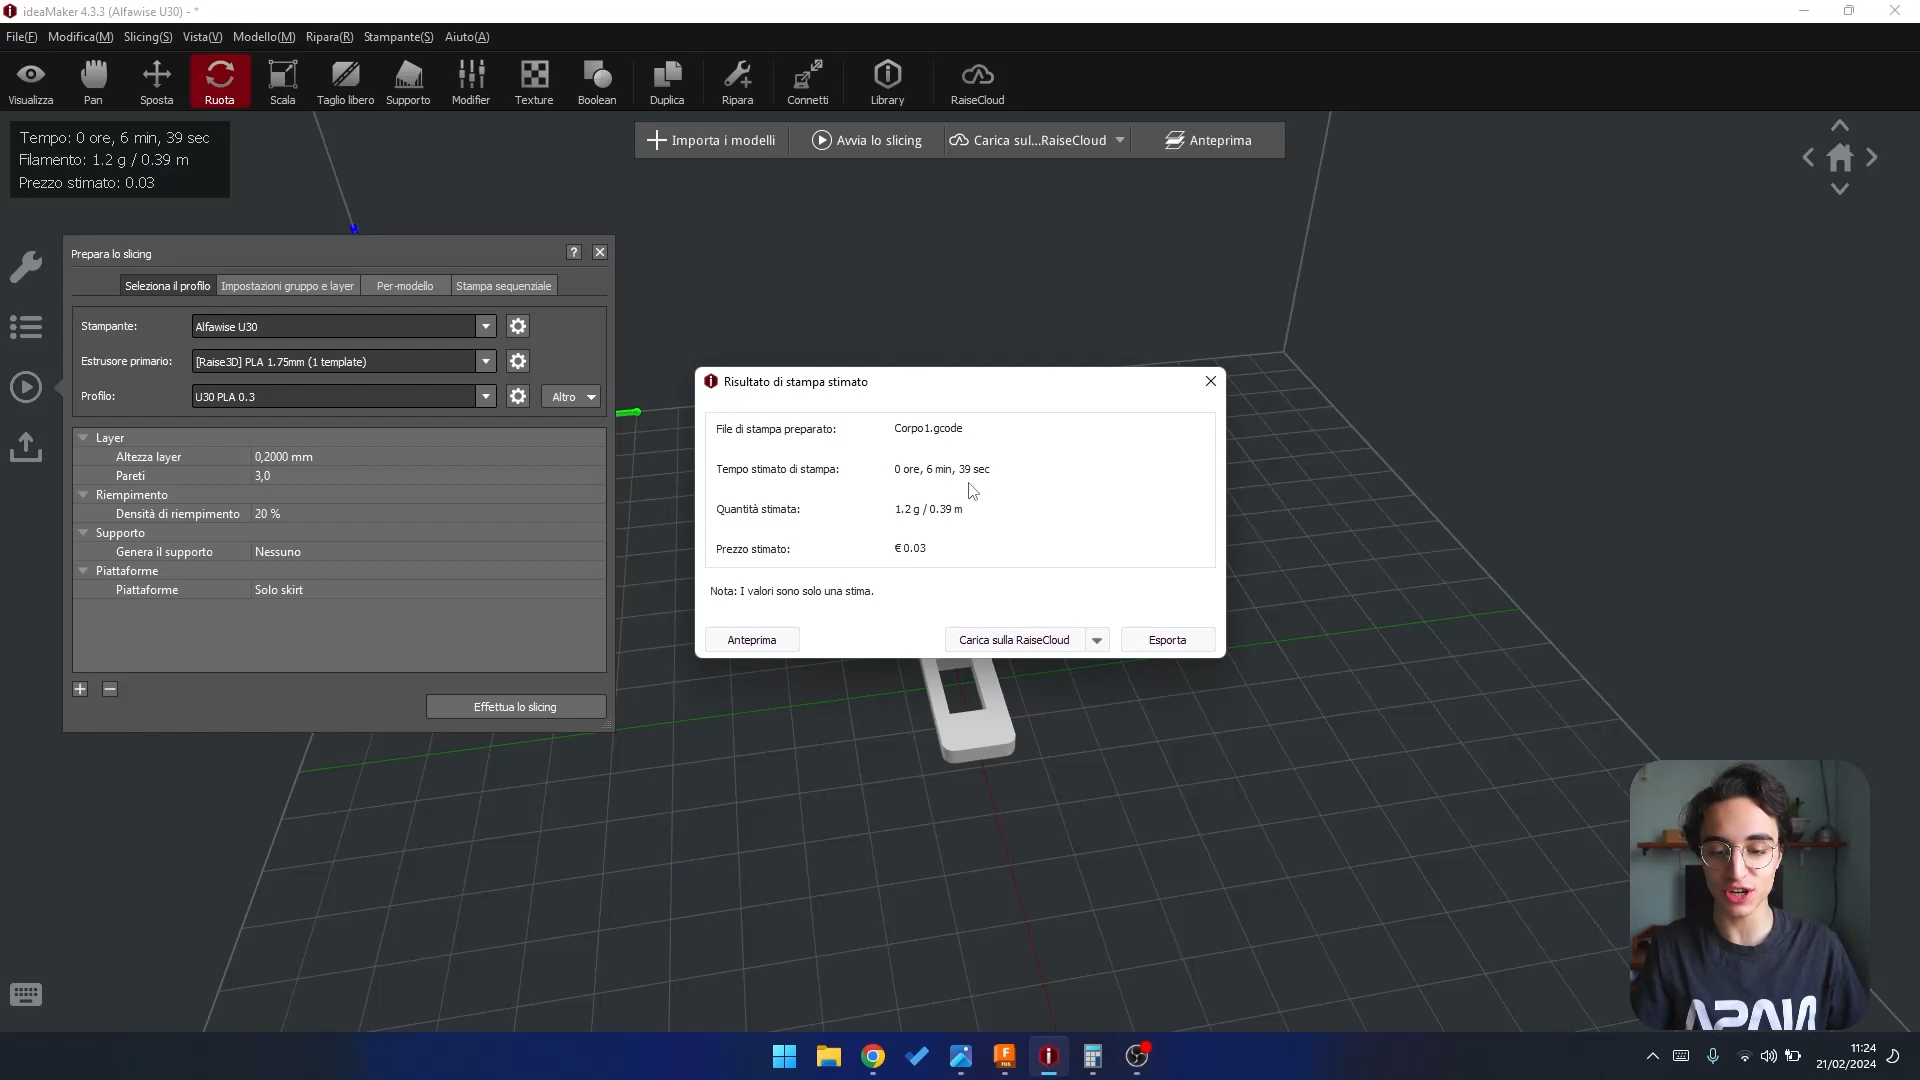 ideaMaker 4.3.3 (Alfawise U30) - *
File(F) Modifica(M) Slicing(S) Vista(V) Modello(M) Ripara(R) Stampante(S) Aiuto(A)
Visualizza Pan Sposta Ruota Scala Taglio libero Supporto Modifier Texture Boolean Duplica Ripara Connetti Library RaiseCloud
Tempo: 0 ore, 6 min, 39 sec
Filamento: 1.2 g / 0.39 m
Prezzo stimato: 0.03
Importa i modelli Avvia lo slicing Carica sul...RaiseCloud Anteprima
Prepara lo slicing
Seleziona il profilo Impostazioni gruppo e layer Per-modello Stampa sequenziale
Stampante: Alfawise U30
Estrusore primario: [Raise3D] PLA 1.75mm (1 template)
Profilo: U30 PLA 0.3 Altro
Layer
Altezza layer 0,2000 mm
Pareti 3,0
Riempimento
Densità di riempimento 20 %
Supporto
Genera il supporto Nessuno
Piattaforme
Piattaforme Solo skirt
Effettua lo slicing
Risultato di stampa stimato
File di stampa preparato: Corpo1.gcode
Tempo stimato di stampa: 0 ore, 6 min, 39 sec
Quantità stimata: 1.2 g / 0.39 m
Prezzo stimato: € 0.03
Nota: I valori sono solo una stima.
Anteprima Carica sulla RaiseCloud Esporta
NASA
11:24
21/02/2024